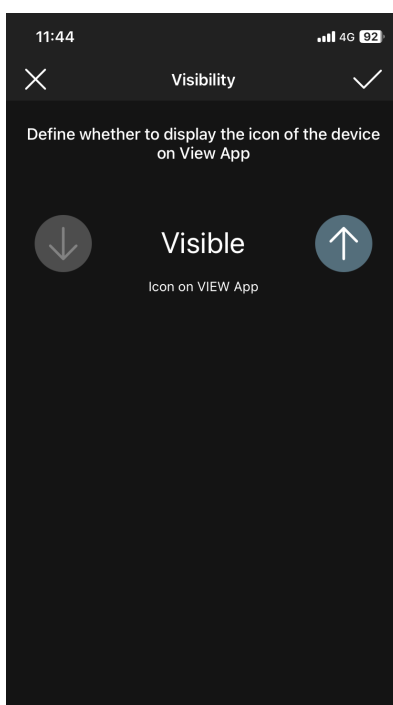 11:44
4G 92
Visibility
Define whether to display the icon of the device
on View App
Visible
Icon on VIEW App